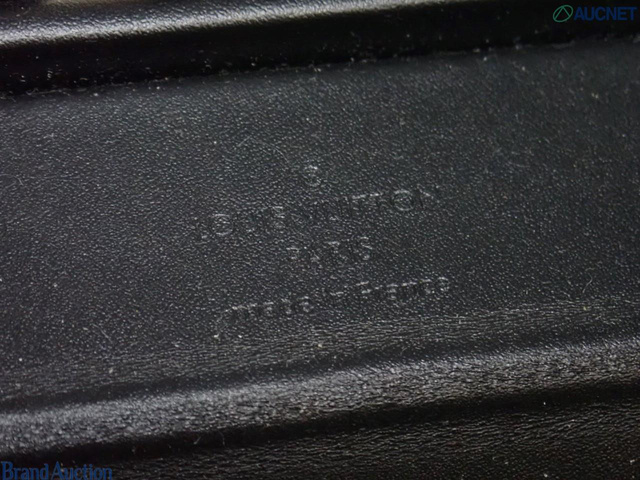 AUCNET
®
LOUIS VUITTON
PARIS
made in France
Brand Auction